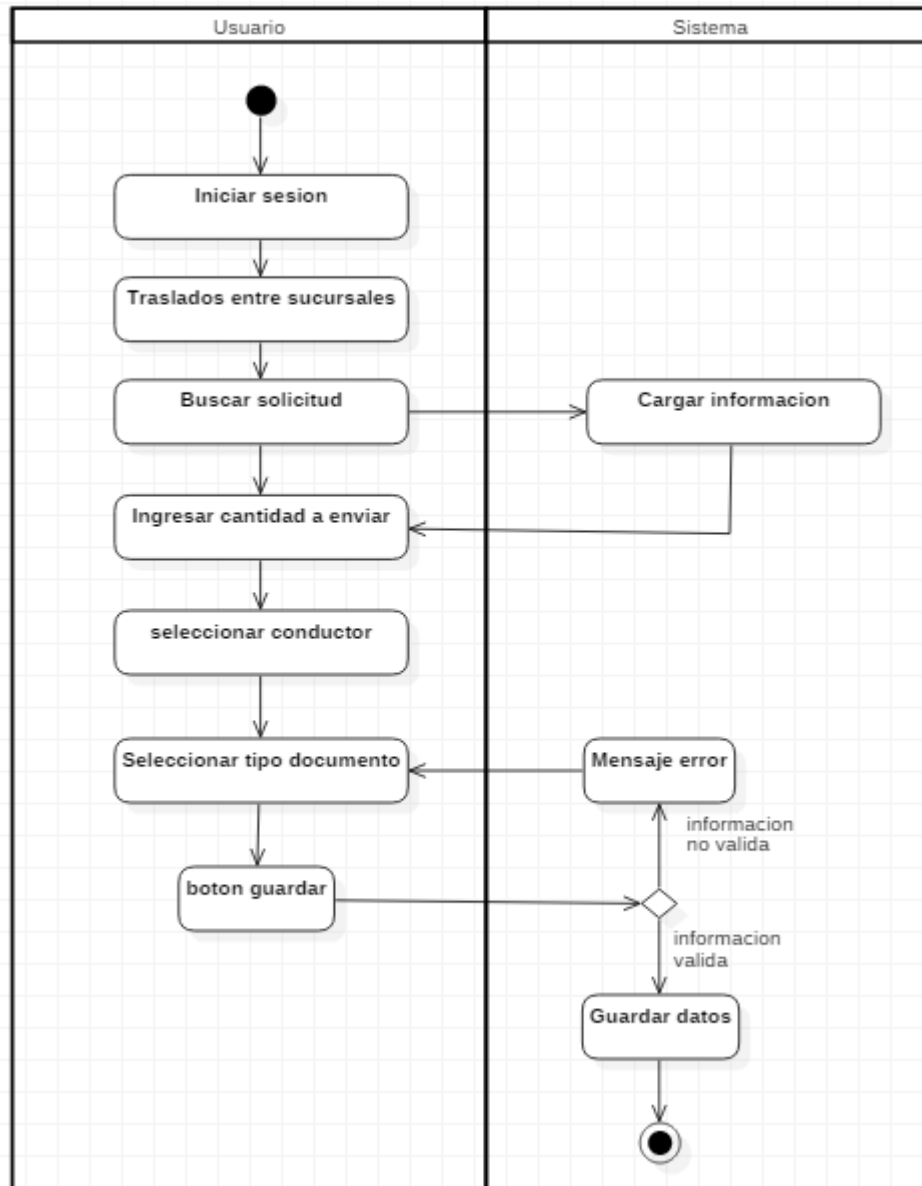 Usuario
Sistema
Iniciar sesion
Traslados entre sucursales
Buscar solicitud
Cargar informacion
Ingresar cantidad a enviar
seleccionar conductor
Seleccionar tipo documento
Mensaje error
informacion
no valida
boton guardar
informacion
valida
Guardar datos